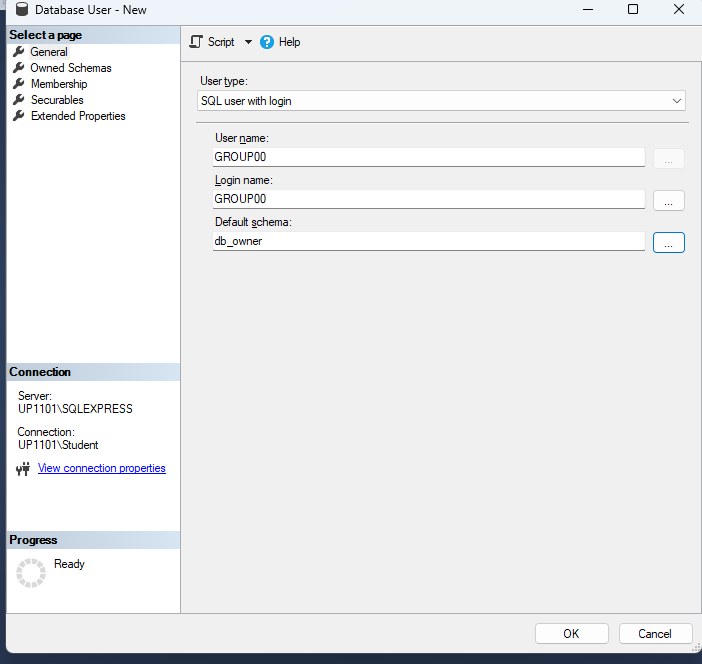 Database User - New
Select a page
General
Owned Schemas
Membership
Securables
Extended Properties
Script
Help
User type:
SQL user with login
User name:
GROUP00
...
Login name:
GROUP00
...
Default schema:
db_owner
...
Connection
Server:
UP1101\SQLEXPRESS
Connection:
UP1101\Student
View connection properties
Progress
Ready
OK
Cancel